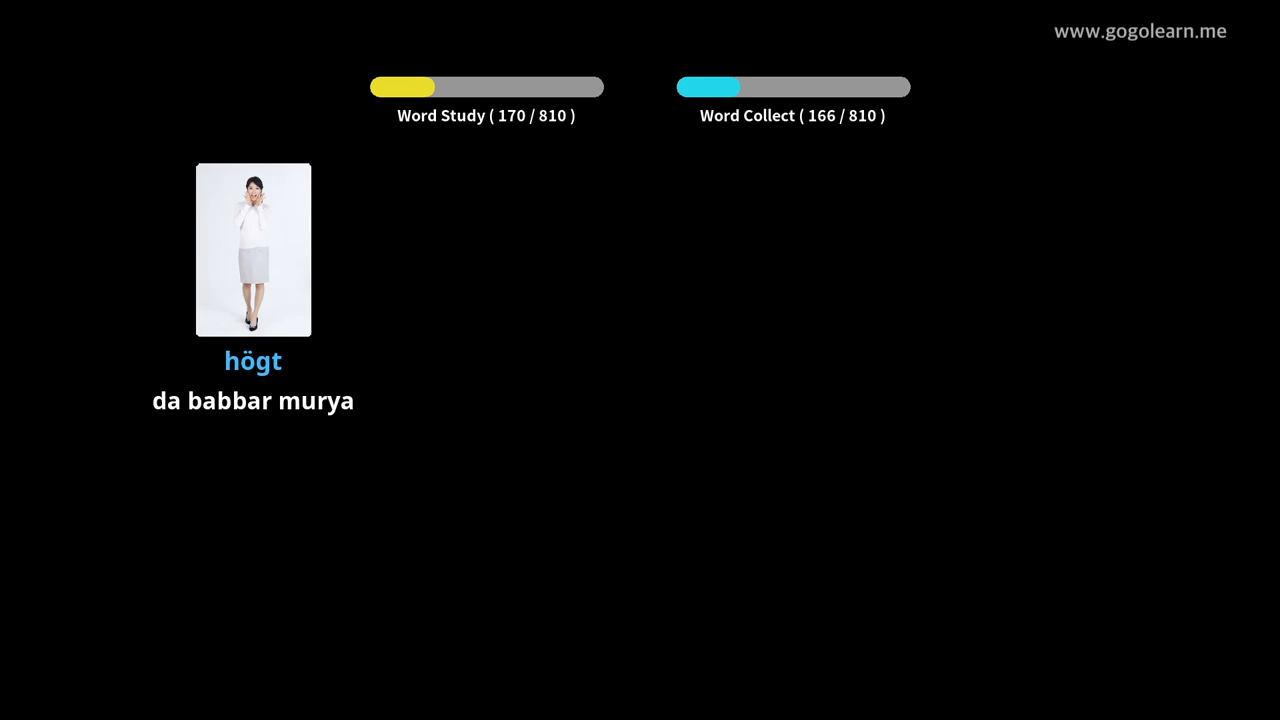 www.gogolearn.me
Word Study ( 170 / 810 )
Word Collect ( 166 / 810 )
högt
da babbar murya